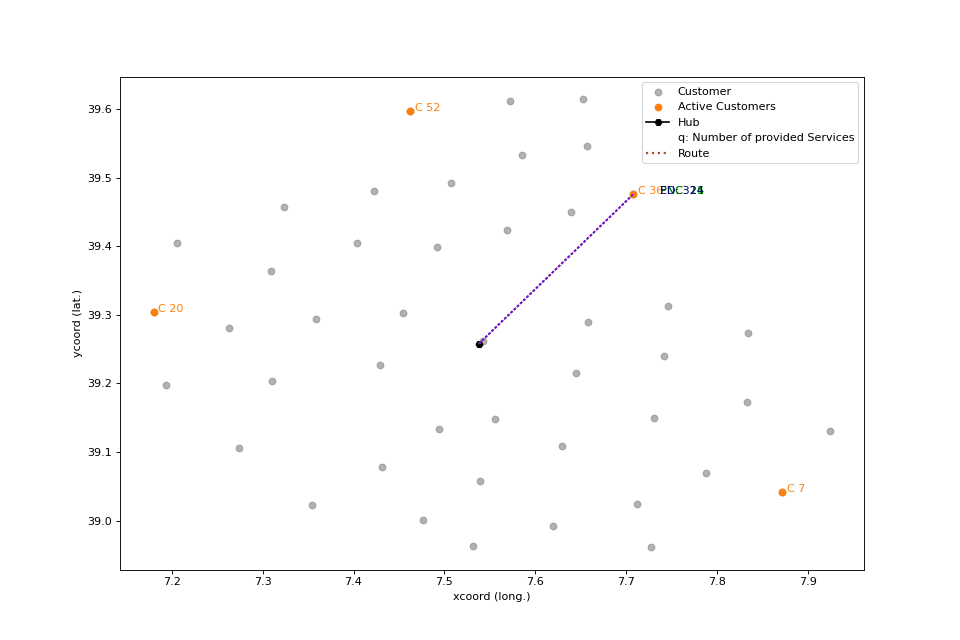 39.6
39.5
39.4
39.3
39.2
39.1
39.0
7.2 7.3 7.4 7.5 7.6 7.7 7.8 7.9
xcoord (long.)
ycoord (lat.)
Customer
Active Customers
Hub
q: Number of provided Services
Route
C 52
C 20
C 7